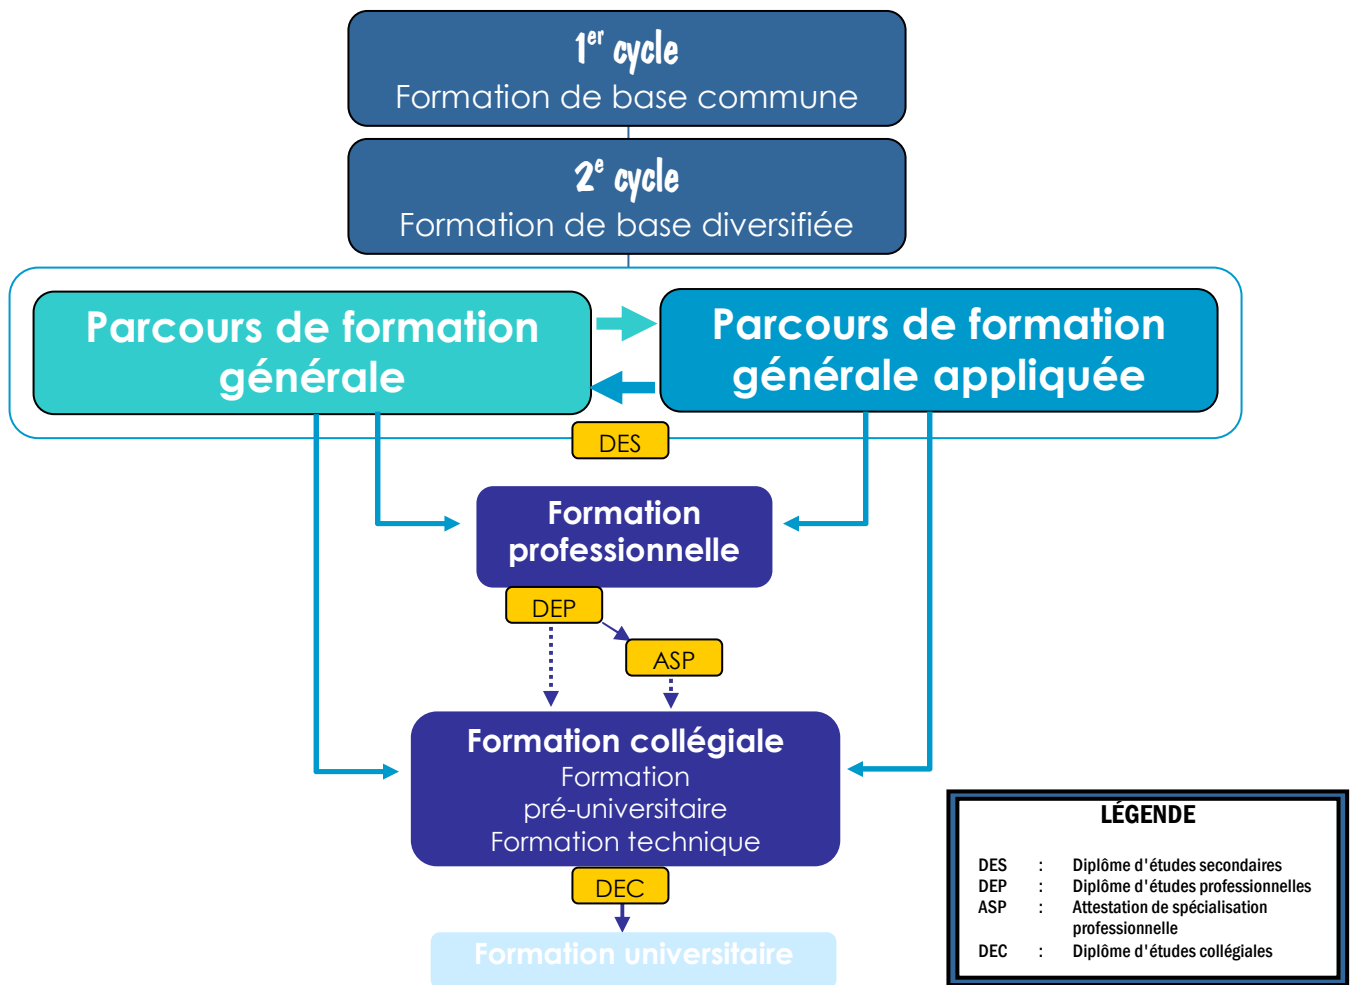 1er cycle
Formation de base commune
2e cycle
Formation de base diversifiée
Parcours de formation
générale
Parcours de formation
générale appliquée
DES
Formation
professionnelle
DEP
ASP
Formation collégiale
Formation
pré-universitaire
Formation technique
DEC
Formation universitaire
LÉGENDE
DES : Diplôme d'études secondaires
DEP : Diplôme d'études professionnelles
ASP : Attestation de spécialisation
professionnelle
DEC : Diplôme d'études collégiales